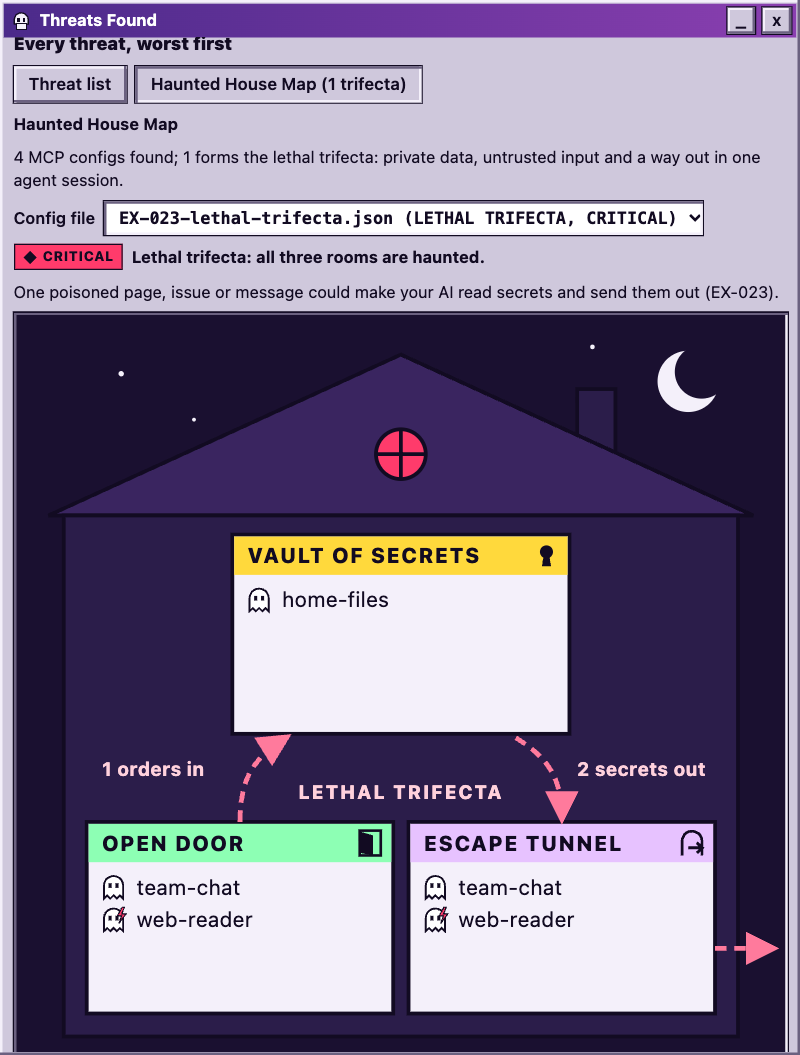 Threats Found
_ x
Every threat, worst first
Threat list
Haunted House Map (1 trifecta)
Haunted House Map
4 MCP configs found; 1 forms the lethal trifecta: private data, untrusted input and a way out in one
agent session.
Config file
EX-023-lethal-trifecta.json (LETHAL TRIFECTA, CRITICAL)
CRITICAL
Lethal trifecta: all three rooms are haunted.
One poisoned page, issue or message could make your AI read secrets and send them out (EX-023).
VAULT OF SECRETS
home-files
1 orders in
2 secrets out
LETHAL TRIFECTA
OPEN DOOR
team-chat
web-reader
ESCAPE TUNNEL
team-chat
web-reader